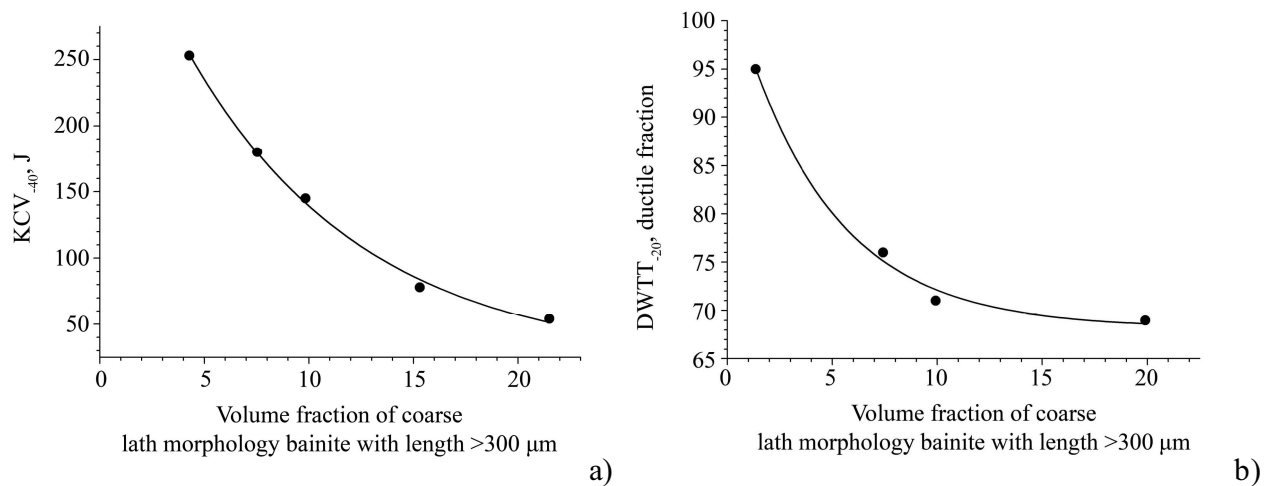 250
200
150
100
50
0
5
10
15
20
KCV-40, J
Volume fraction of coarse
lath morphology bainite with length >300 μm
a)
100
95
90
85
80
75
70
65
0
5
10
15
20
DWTT-20, ductile fraction
Volume fraction of coarse
lath morphology bainite with length >300 μm
b)